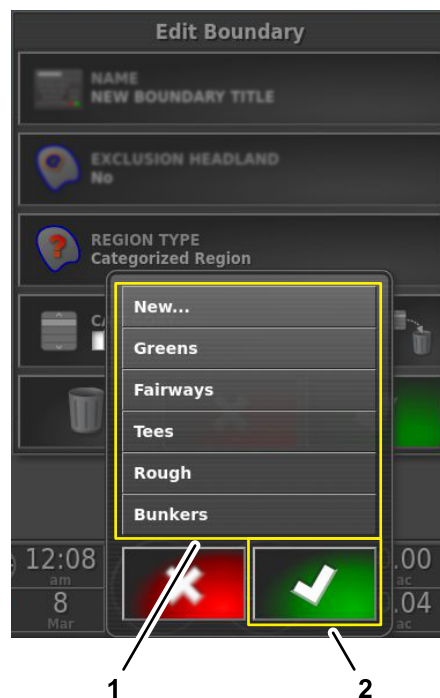 Edit Boundary
NAME
NEW BOUNDARY TITLE
EXCLUSION HEADLAND
No
REGION TYPE
Categorized Region
New...
Greens
Fairways
Tees
Rough
Bunkers
12:08
am
.00
ac
8
Mar
.04
ac
1
2